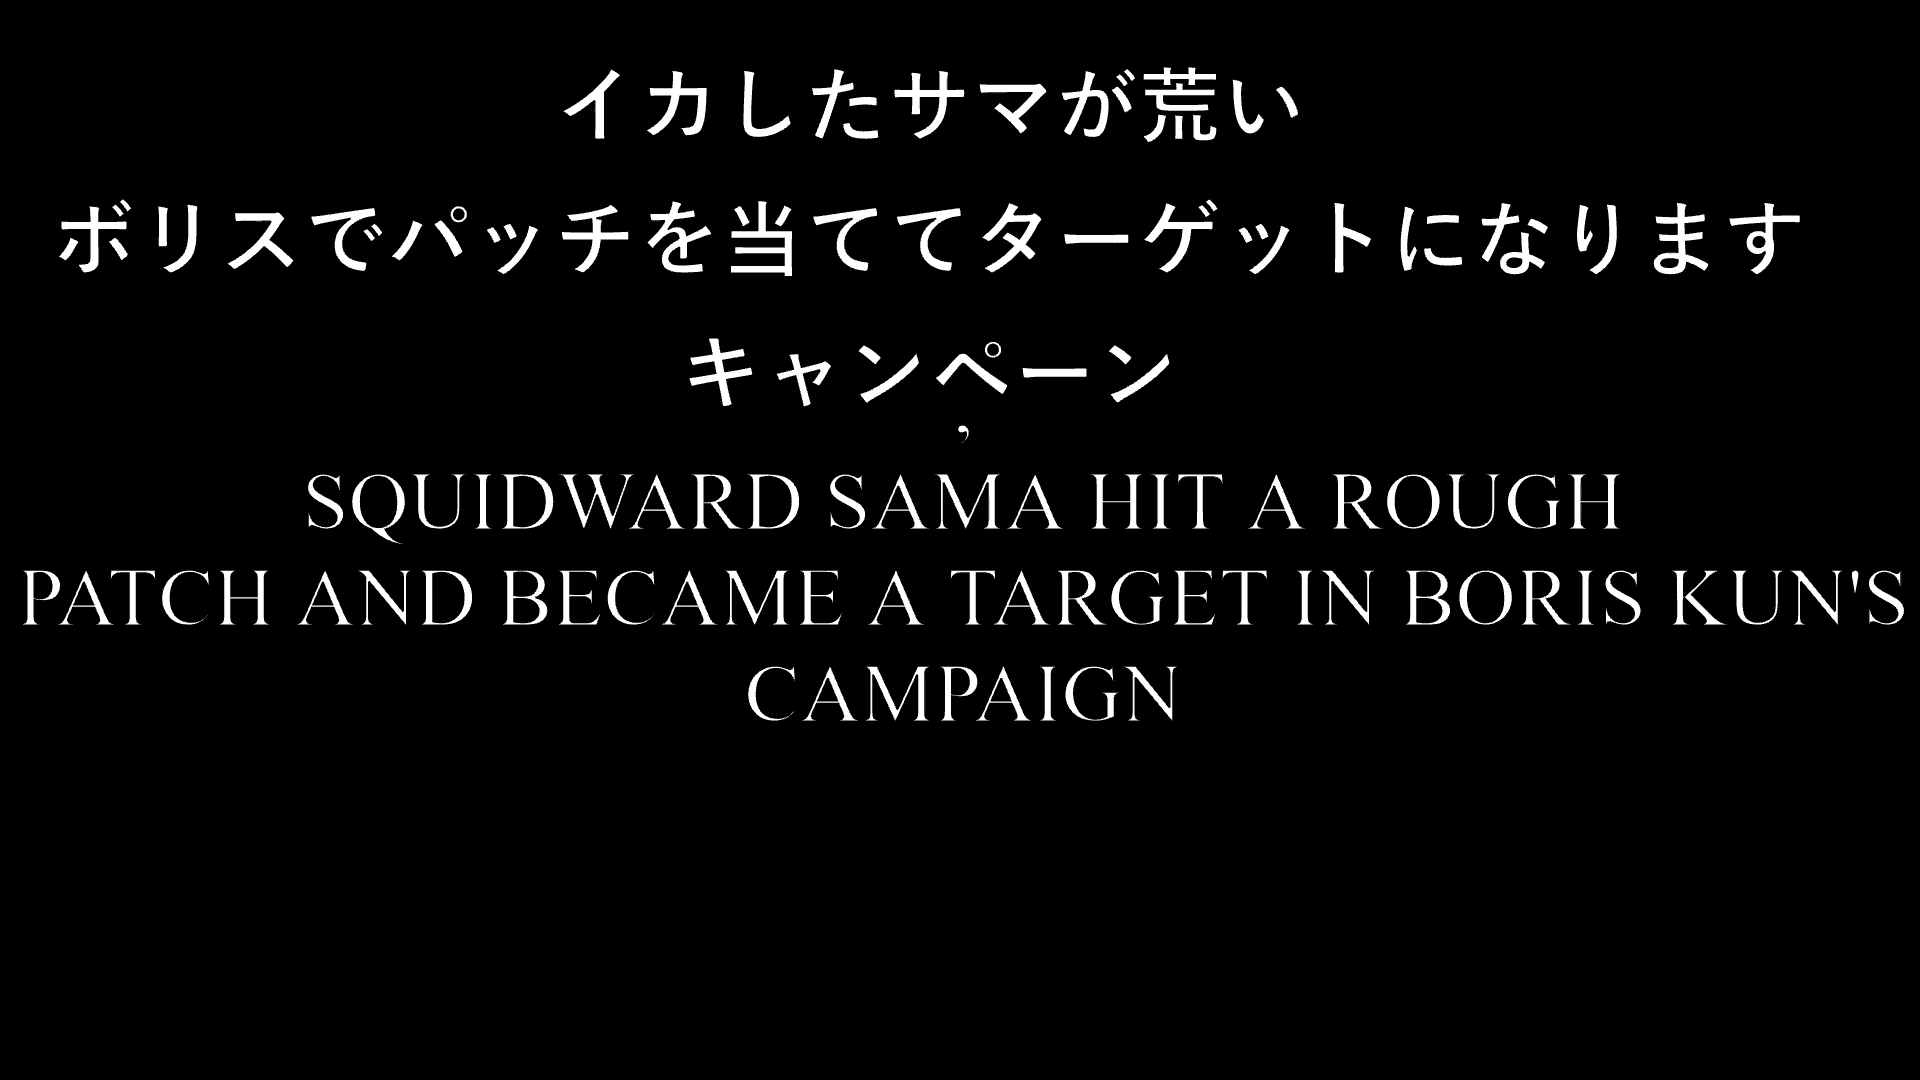 イカしたサマが荒い
ボリスでパッチを当ててターゲットになります
キャンペーン
,
SQUIDWARD SAMA HIT A ROUGH
PATCH AND BECAME A TARGET IN BORIS KUN'S
CAMPAIGN